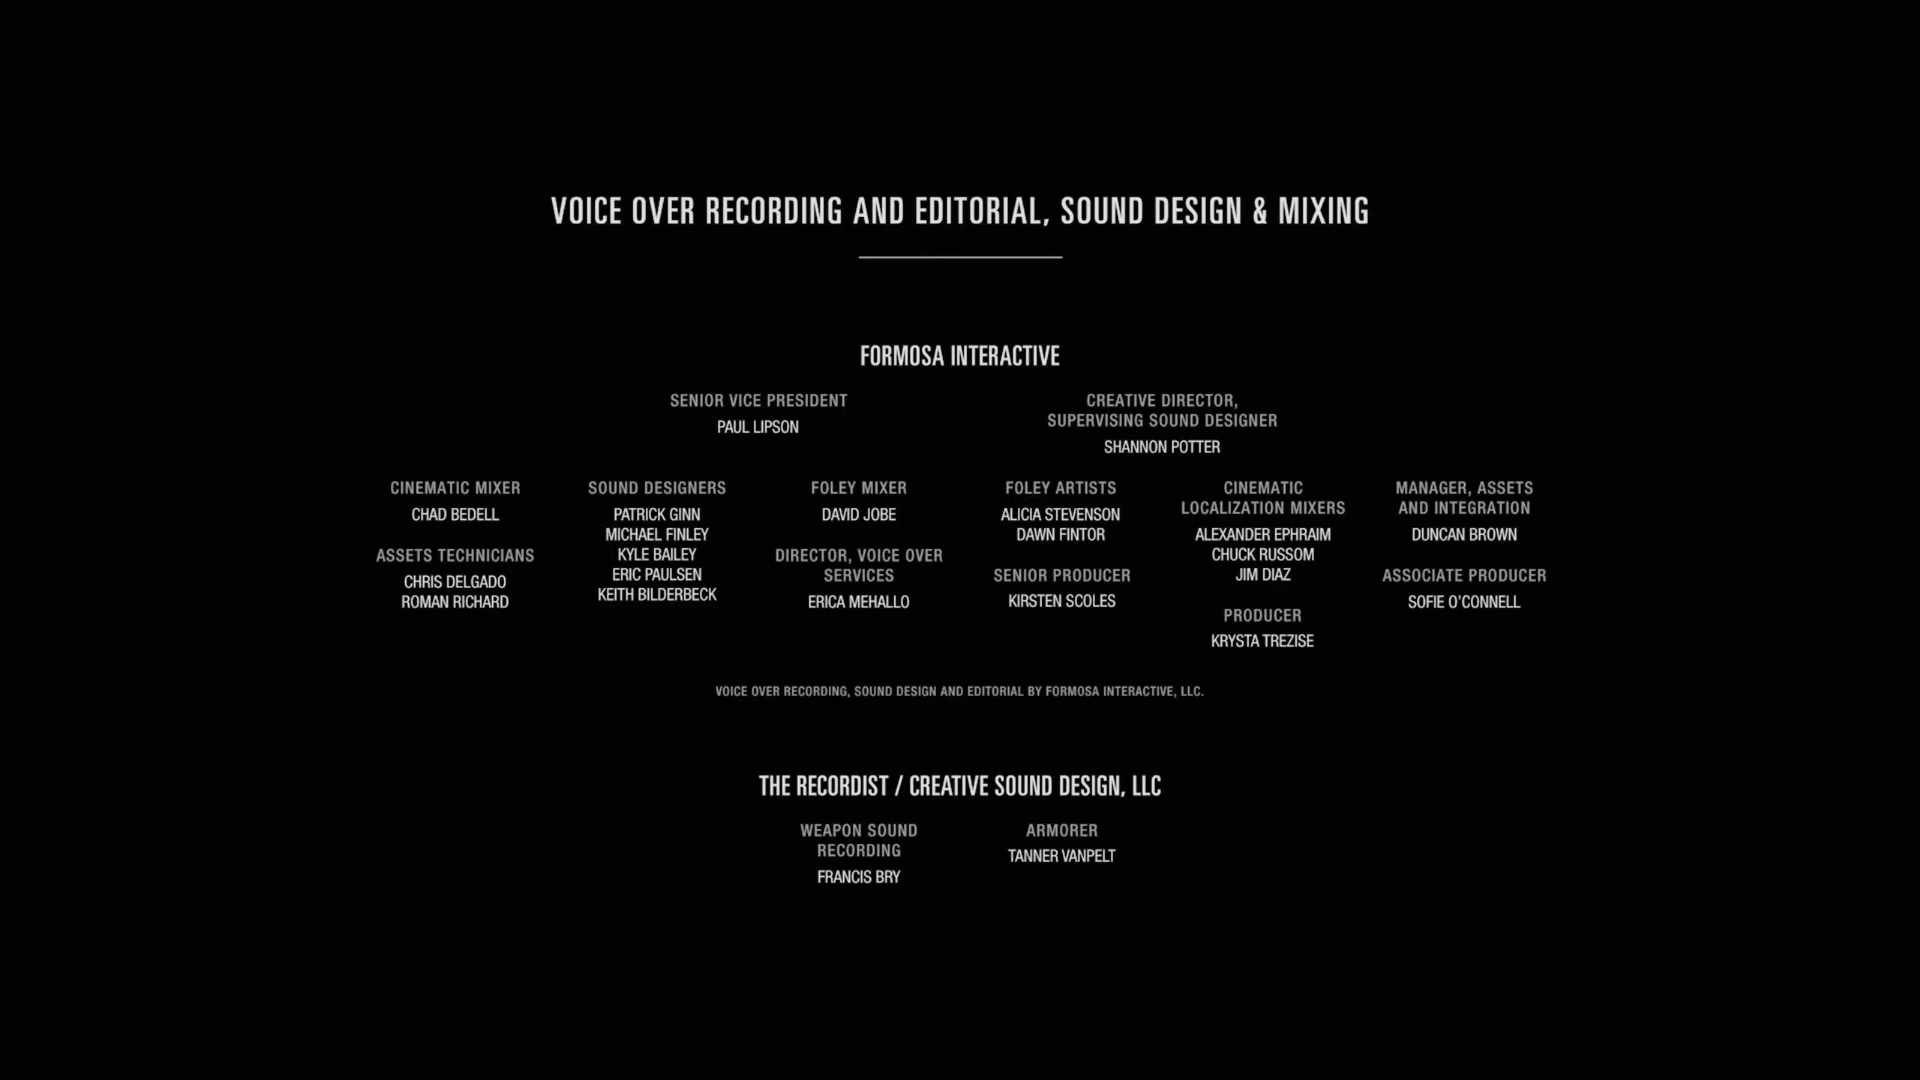 VOICE OVER RECORDING AND EDITORIAL, SOUND DESIGN & MIXING
FORMOSA INTERACTIVE
SENIOR VICE PRESIDENT
PAUL LIPSON
CREATIVE DIRECTOR,
SUPERVISING SOUND DESIGNER
SHANNON POTTER
CINEMATIC MIXER
CHAD BEDELL
ASSETS TECHNICIANS
CHRIS DELGADO
ROMAN RICHARD
SOUND DESIGNERS
PATRICK GINN
MICHAEL FINLEY
KYLE BAILEY
ERIC PAULSEN
KEITH BILDERBECK
FOLEY MIXER
DAVID JOBE
DIRECTOR, VOICE OVER
SERVICES
ERICA MEHALLO
FOLEY ARTISTS
ALICIA STEVENSON
DAWN FINTOR
SENIOR PRODUCER
KIRSTEN SCOLES
CINEMATIC
LOCALIZATION MIXERS
ALEXANDER EPHRAIM
CHUCK RUSSOM
JIM DIAZ
PRODUCER
KRYSTA TREZISE
MANAGER, ASSETS
AND INTEGRATION
DUNCAN BROWN
ASSOCIATE PRODUCER
SOFIE O'CONNELL
VOICE OVER RECORDING, SOUND DESIGN AND EDITORIAL BY FORMOSA INTERACTIVE, LLC.
THE RECORDIST / CREATIVE SOUND DESIGN, LLC
WEAPON SOUND
RECORDING
FRANCIS BRY
ARMORER
TANNER VANPELT